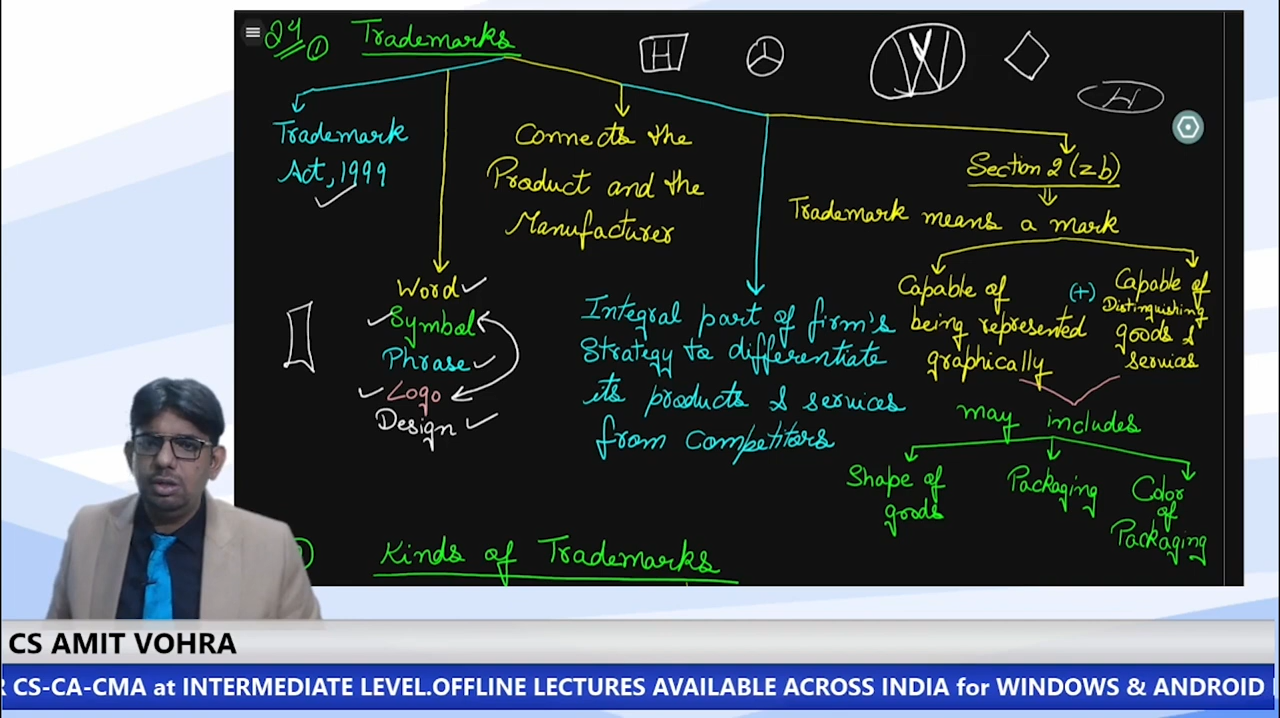 24 ① Trademarks
Trademark
Act, 1999
Word
Symbol
Phrase
Logo
Design
Connects the
Product and the
Manufacturer
Integral part of firm's
Strategy to differentiate
its products & services
from competitors
Section 2 (zb)
Trademark means a mark
Capable of
being represented
graphically
(+)
Capable of
Distinguishing
goods &
services
may includes
Shape of
goods
Packaging
Color
of
Packaging
Kinds of Trademarks
CS AMIT VOHRA
CS-CA-CMA at INTERMEDIATE LEVEL.OFFLINE LECTURES AVAILABLE ACROSS INDIA for WINDOWS & ANDROID